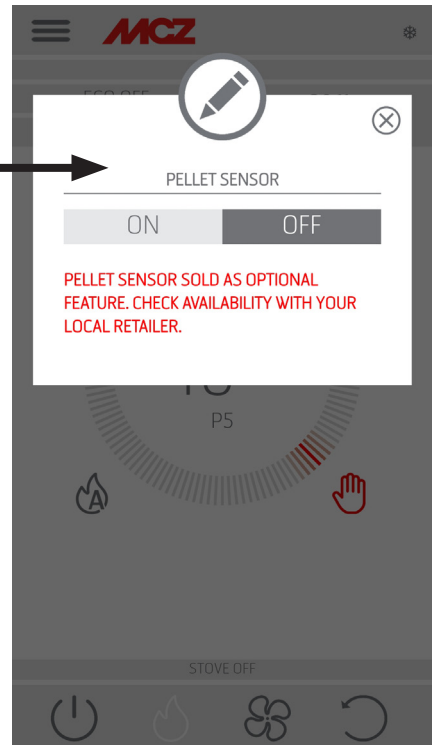 MCZ
PELLET SENSOR
ON OFF
PELLET SENSOR SOLD AS OPTIONAL
FEATURE. CHECK AVAILABILITY WITH YOUR
LOCAL RETAILER.
P5
A
STOVE OFF